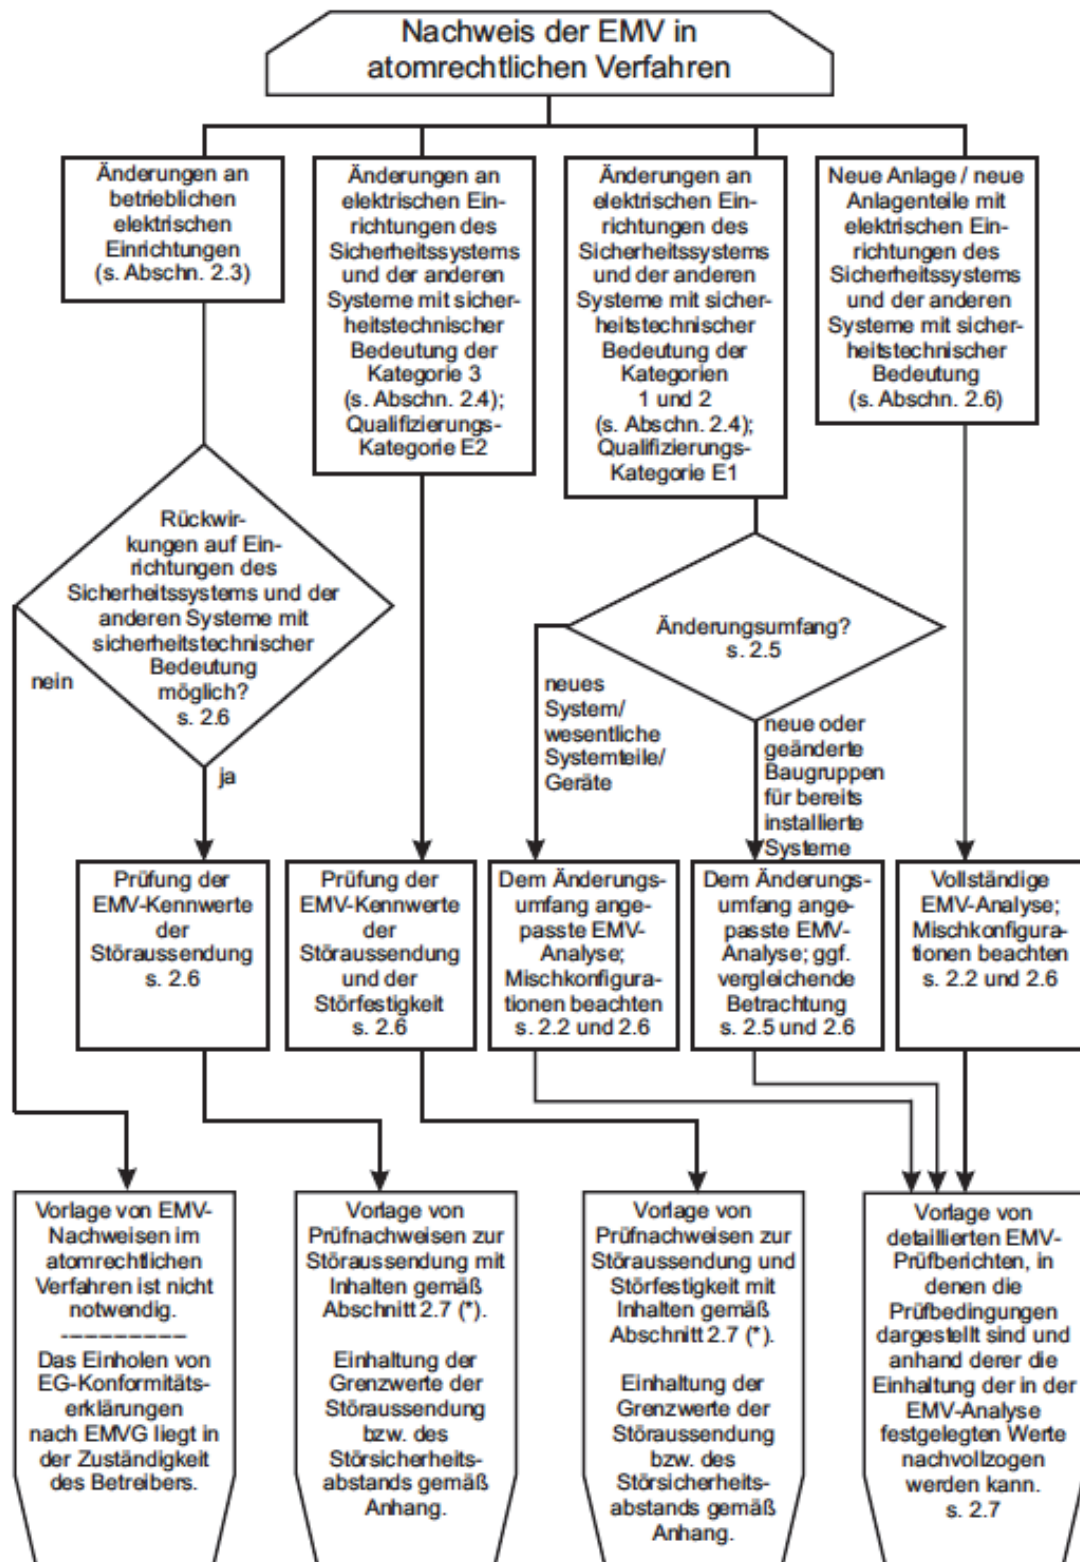 Nachweis der EMV in
atomrechtlichen Verfahren
Änderungen an
betrieblichen
elektrischen
Einrichtungen
(s. Abschn. 2.3)
Änderungen an
elektrischen Ein-
richtungen des
Sicherheitssystems
und der anderen
Systeme mit sicher-
heitstechnischer
Bedeutung der
Kategorie 3
(s. Abschn. 2.4);
Qualifizierungs-
Kategorie E2
Änderungen an
elektrischen Ein-
richtungen des
Sicherheitssystems
und der anderen
Systeme mit sicher-
heitstechnischer
Bedeutung der
Kategorien
1 und 2
(s. Abschn. 2.4);
Qualifizierungs-
Kategorie E1
Neue Anlage / neue
Anlagenteile mit
elektrischen Ein-
richtungen des
Sicherheitssystems
und der anderen
Systeme mit sicher-
heitstechnischer
Bedeutung
(s. Abschn. 2.6)
Rückwir-
kungen auf Ein-
richtungen des
Sicherheitssystems und der
anderen Systeme mit
sicherheitstechnischer
Bedeutung
möglich?
s. 2.6
nein
ja
Änderungsumfang?
s. 2.5
neues
System/
wesentliche
Systemteile/
Geräte
neue oder
geänderte
Baugruppen
für bereits
installierte
Systeme
Prüfung der
EMV-Kennwerte
der
Störaussendung
s. 2.6
Prüfung der
EMV-Kennwerte
der
Störaussendung
und der
Störfestigkeit
s. 2.6
Dem Änderungs-
umfang ange-
passte EMV-
Analyse;
Mischkonfigura-
tionen beachten
s. 2.2 und 2.6
Dem Änderungs-
umfang ange-
passte EMV-
Analyse; ggf.
vergleichende
Betrachtung
s. 2.5 und 2.6
Vollständige
EMV-Analyse;
Mischkonfigura-
tionen beachten
s. 2.2 und 2.6
Vorlage von EMV-
Nachweisen im
atomrechtlichen
Verfahren ist nicht
notwendig.
----------
Das Einholen von
EG-Konformitäts-
erklärungen
nach EMVG liegt in
der Zuständigkeit
des Betreibers.
Vorlage von
Prüfnachweisen zur
Störaussendung mit
Inhalten gemäß
Abschnitt 2.7 (*).
Einhaltung der
Grenzwerte der
Störaussendung
bzw. des
Störsicherheits-
abstands gemäß
Anhang.
Vorlage von
Prüfnachweisen zur
Störaussendung und
Störfestigkeit mit
Inhalten gemäß
Abschnitt 2.7 (*).
Einhaltung der
Grenzwerte der
Störaussendung
bzw. des
Störsicherheits-
abstands gemäß
Anhang.
Vorlage von
detaillierten EMV-
Prüfberichten, in
denen die
Prüfbedingungen
dargestellt sind und
anhand derer die
Einhaltung der in der
EMV-Analyse
festgelegten Werte
nachvollzogen
werden kann.
s. 2.7